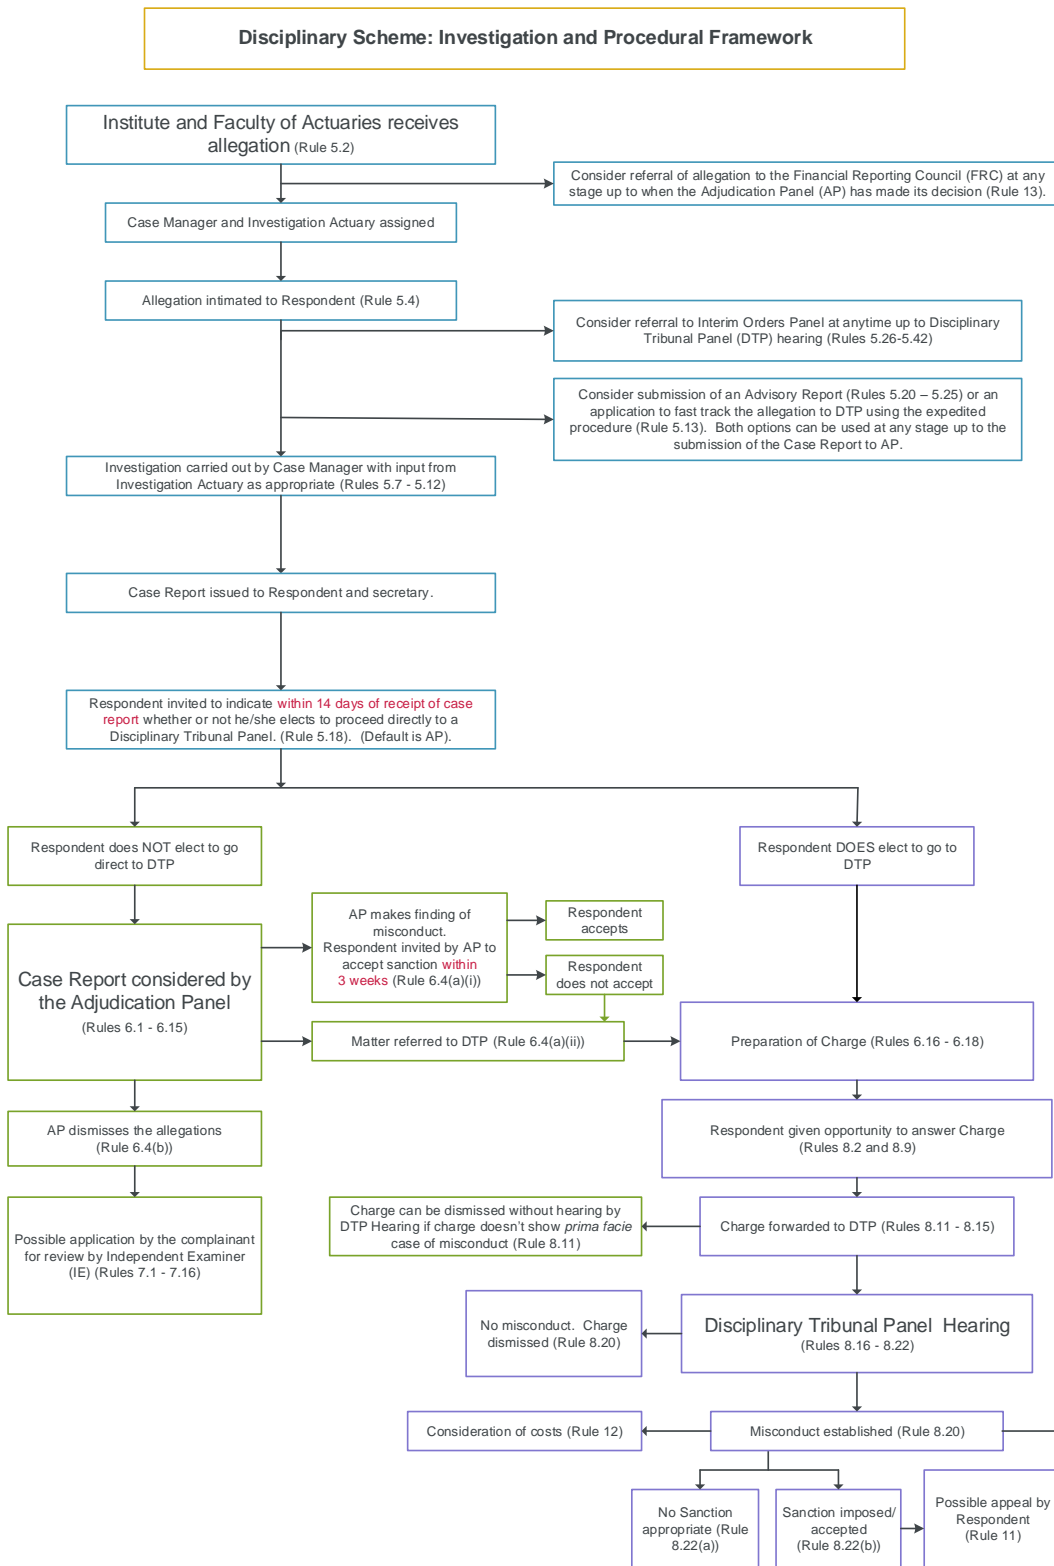 Disciplinary Scheme: Investigation and Procedural Framework
Institute and Faculty of Actuaries receives
allegation (Rule 5.2)
Consider referral of allegation to the Financial Reporting Council (FRC) at any
stage up to when the Adjudication Panel (AP) has made its decision (Rule 13).
Case Manager and Investigation Actuary assigned
Allegation intimated to Respondent (Rule 5.4)
Consider referral to Interim Orders Panel at anytime up to Disciplinary
Tribunal Panel (DTP) hearing (Rules 5.26-5.42)
Consider submission of an Advisory Report (Rules 5.20 – 5.25) or an
application to fast track the allegation to DTP using the expedited
procedure (Rule 5.13).  Both options can be used at any stage up to the
submission of the Case Report to AP.
Investigation carried out by Case Manager with input from
Investigation Actuary as appropriate (Rules 5.7 - 5.12)
Case Report issued to Respondent and secretary.
Respondent invited to indicate within 14 days of receipt of case
report whether or not he/she elects to proceed directly to a
Disciplinary Tribunal Panel. (Rule 5.18).  (Default is AP).
Respondent does NOT elect to go
direct to DTP
Respondent DOES elect to go to
DTP
Case Report considered by
the Adjudication Panel
(Rules 6.1 - 6.15)
AP makes finding of
misconduct.
Respondent invited by AP to
accept sanction within
3 weeks (Rule 6.4(a)(i))
Respondent
accepts
Respondent
does not accept
Matter referred to DTP (Rule 6.4(a)(ii))
Preparation of Charge (Rules 6.16 - 6.18)
AP dismisses the allegations
(Rule 6.4(b))
Respondent given opportunity to answer Charge
(Rules 8.2 and 8.9)
Possible application by the complainant
for review by Independent Examiner
(IE) (Rules 7.1 - 7.16)
Charge can be dismissed without hearing by
DTP Hearing if charge doesn't show prima facie
case of misconduct (Rule 8.11)
Charge forwarded to DTP (Rules 8.11 - 8.15)
No misconduct.  Charge
dismissed (Rule 8.20)
Disciplinary Tribunal Panel  Hearing
(Rules 8.16 - 8.22)
Consideration of costs (Rule 12)
Misconduct established (Rule 8.20)
No Sanction
appropriate (Rule
8.22(a))
Sanction imposed/
accepted
(Rule 8.22(b))
Possible appeal by
Respondent
(Rule 11)